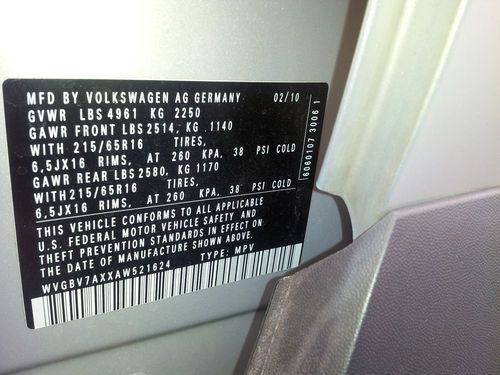 MFD BY VOLKSWAGEN AG GERMANY 02/10
GVWR LBS 4961 KG 2250
GAWR FRONT LBS 2514, KG 1140
WITH 215/65R16 TIRES,
6,5JX16 RIMS, AT 260 KPA, 38 PSI COLD
GAWR REAR LBS 2580, KG 1170
WITH 215/65R16 TIRES,
6,5JX16 RIMS, AT 260 KPA, 38 PSI COLD
THIS VEHICLE CONFORMS TO ALL APPLICABLE
U.S. FEDERAL MOTOR VEHICLE SAFETY AND
THEFT PREVENTION STANDARDS IN EFFECT ON
THE DATE OF MANUFACTURE SHOWN ABOVE.
WVGBV7AXXAW521624 TYPE: MPV
6060107 3006 1